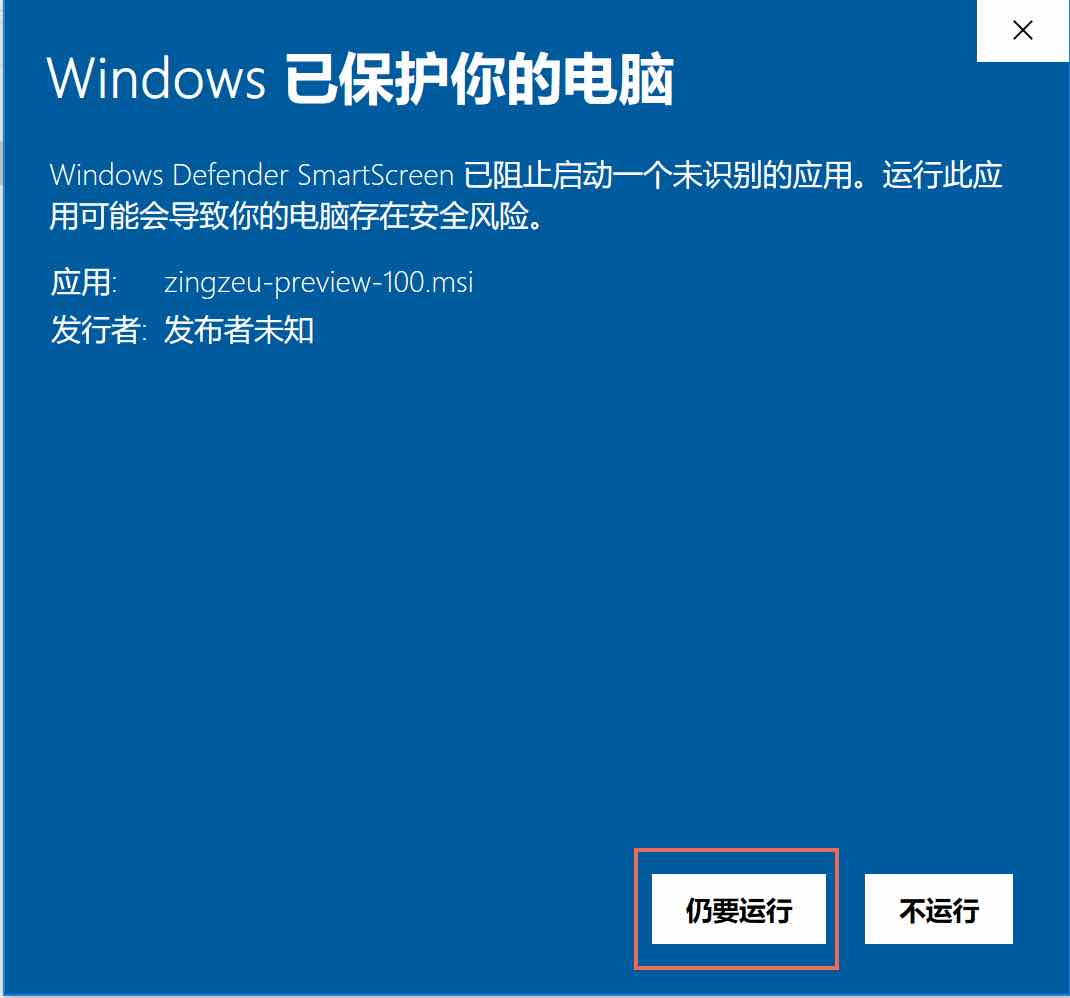 Windows 已保护你的电脑
Windows Defender SmartScreen 已阻止启动一个未识别的应用。运行此应
用可能会导致你的电脑存在安全风险。
应用: zingzeu-preview-100.msi
发行者: 发布者未知
仍要运行 不运行